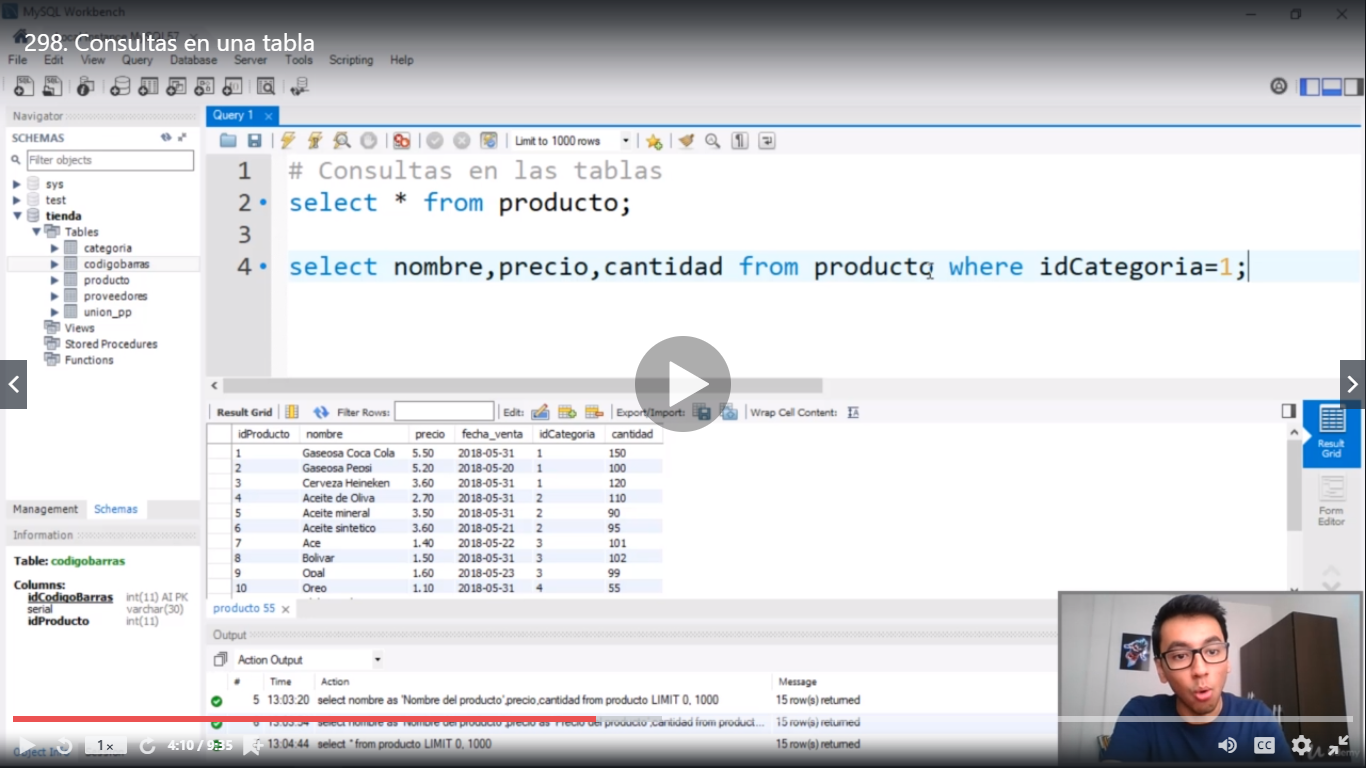 MySQL Workbench
298. Consultas en una tabla
File Edit View Query Database Server Tools Scripting Help
Navigator
SCHEMAS
Filter objects
sys
test
tienda
Tables
categoria
codigobarras
producto
proveedores
union_pp
Views
Stored Procedures
Functions
Management Schemas
Information
Table: codigobarras
Columns:
idCodigoBarras int(11) AI PK
serial varchar(30)
idProducto int(11)
Query 1
Limit to 1000 rows
1 # Consultas en las tablas
2 select * from producto;
3
4 select nombre,precio,cantidad from producto where idCategoria=1;
Result Grid Filter Rows: Edit: Export/Import: Wrap Cell Content:
idProducto nombre precio fecha_venta idCategoria cantidad
1 Gaseosa Coca Cola 5.50 2018-05-31 1 150
2 Gaseosa Pepsi 5.20 2018-05-20 1 100
3 Cerveza Heineken 3.60 2018-05-31 1 120
4 Aceite de Oliva 2.70 2018-05-31 2 110
5 Aceite mineral 3.50 2018-05-31 2 90
6 Aceite sintetico 3.60 2018-05-21 2 95
7 Ace 1.40 2018-05-22 3 101
8 Bolivar 1.50 2018-05-31 3 102
9 Opal 1.60 2018-05-23 3 99
10 Oreo 1.10 2018-05-31 4 55
Result Grid
Form Editor
producto 55
Output
Action Output
# Time Action Message
5 13:03:20 select nombre as 'Nombre del producto',precio,cantidad from producto LIMIT 0, 1000 15 row(s) returned
6 13:03:54 select nombre as 'Nombre del producto',precio as 'Precio del producto',cantidad from product... 15 row(s) returned
13:04:44 select * from producto LIMIT 0, 1000 15 row(s) returned
1x 4:10 / 9:35 CC